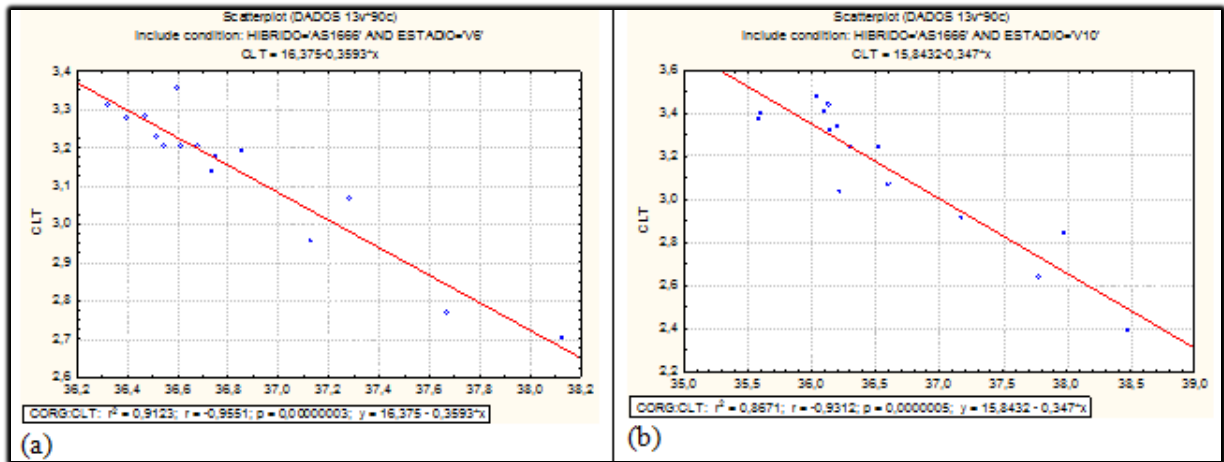 Scatterplot (DADOS 13v*90c)
Include condition: HIBRIDO='AS1666' AND ESTADIO='V6'
CLT = 16,375-0,3593*x
3,4
3,3
3,2
3,1
3,0
2,9
2,8
2,7
2,6
CLT
36,2 36,4 36,6 36,8 37,0 37,2 37,4 37,6 37,8 38,0 38,2
CORG:CLT: r² = 0,9123; r = -0,9551; p = 0,00000003; y = 16,375 - 0,3593*x
(a)
Scatterplot (DADOS 13v*90c)
Include condition: HIBRIDO='AS1666' AND ESTADIO='V10'
CLT = 15,8432-0,347*x
3,6
3,4
3,2
3,0
2,8
2,6
2,4
2,2
CLT
35,0 35,5 36,0 36,5 37,0 37,5 38,0 38,5 39,0
CORG:CLT: r² = 0,8671; r = -0,9312; p = 0,0000005; y = 15,8432 - 0,347*x
(b)